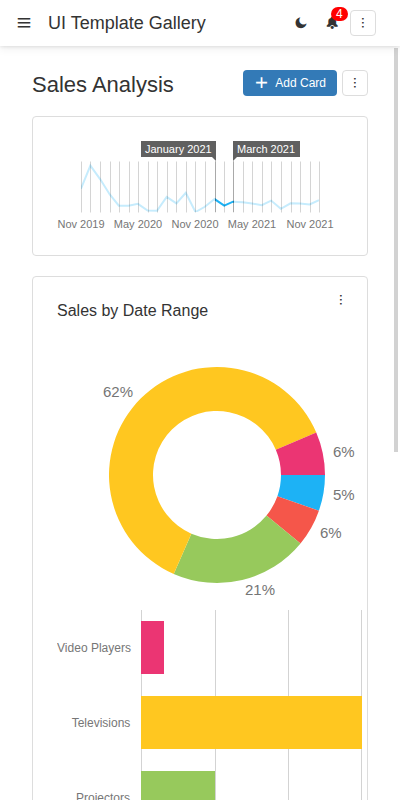 UI Template Gallery
4
Sales Analysis
Add Card
January 2021
March 2021
Nov 2019 May 2020 Nov 2020 May 2021 Nov 2021
Sales by Date Range
62%
6%
5%
6%
21%
Video Players
Televisions
Projectors